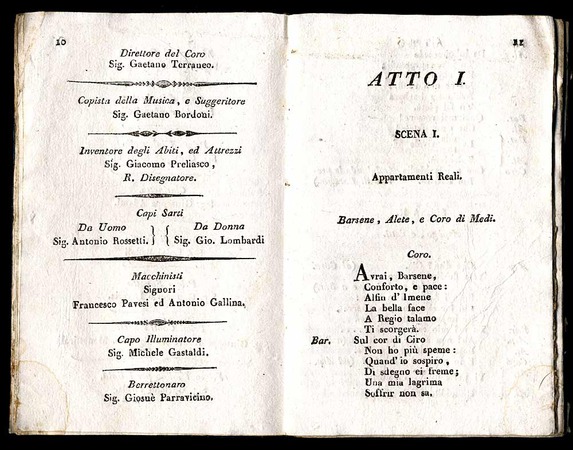 10
Direttore del Coro
Sig. Gaetano Terraneo.
Copista della Musica, e Suggeritore
Sig. Gaetano Bordoni.
Inventore degli Abiti, ed Attrezzi
Sig. Giacomo Preliasco,
R. Disegnatore.
Capi Sarti
Da Uomo } { Da Donna
Sig. Antonio Rossetti. } { Sig. Gio. Lombardi
Macchinisti
Signori
Francesco Pavesi ed Antonio Gallina.
Capo Illuminatore
Sig. Michele Gastaldi.
Berrettonaro
Sig. Giosuè Parravicino.
11
ATTO I.
SCENA I.
Appartamenti Reali.
Barsene, Alete, e Coro di Medi.
Coro.
Avrai, Barsene,
Conforto, e pace:
Alfin d' Imene
La bella face
A Regio talamo
Ti scorgerà.
Bar. Sul cor di Ciro
Non ho più speme:
Quand' io sospiro,
Di sdegno ei freme;
Una mia lagrima
Soffrir non sa.